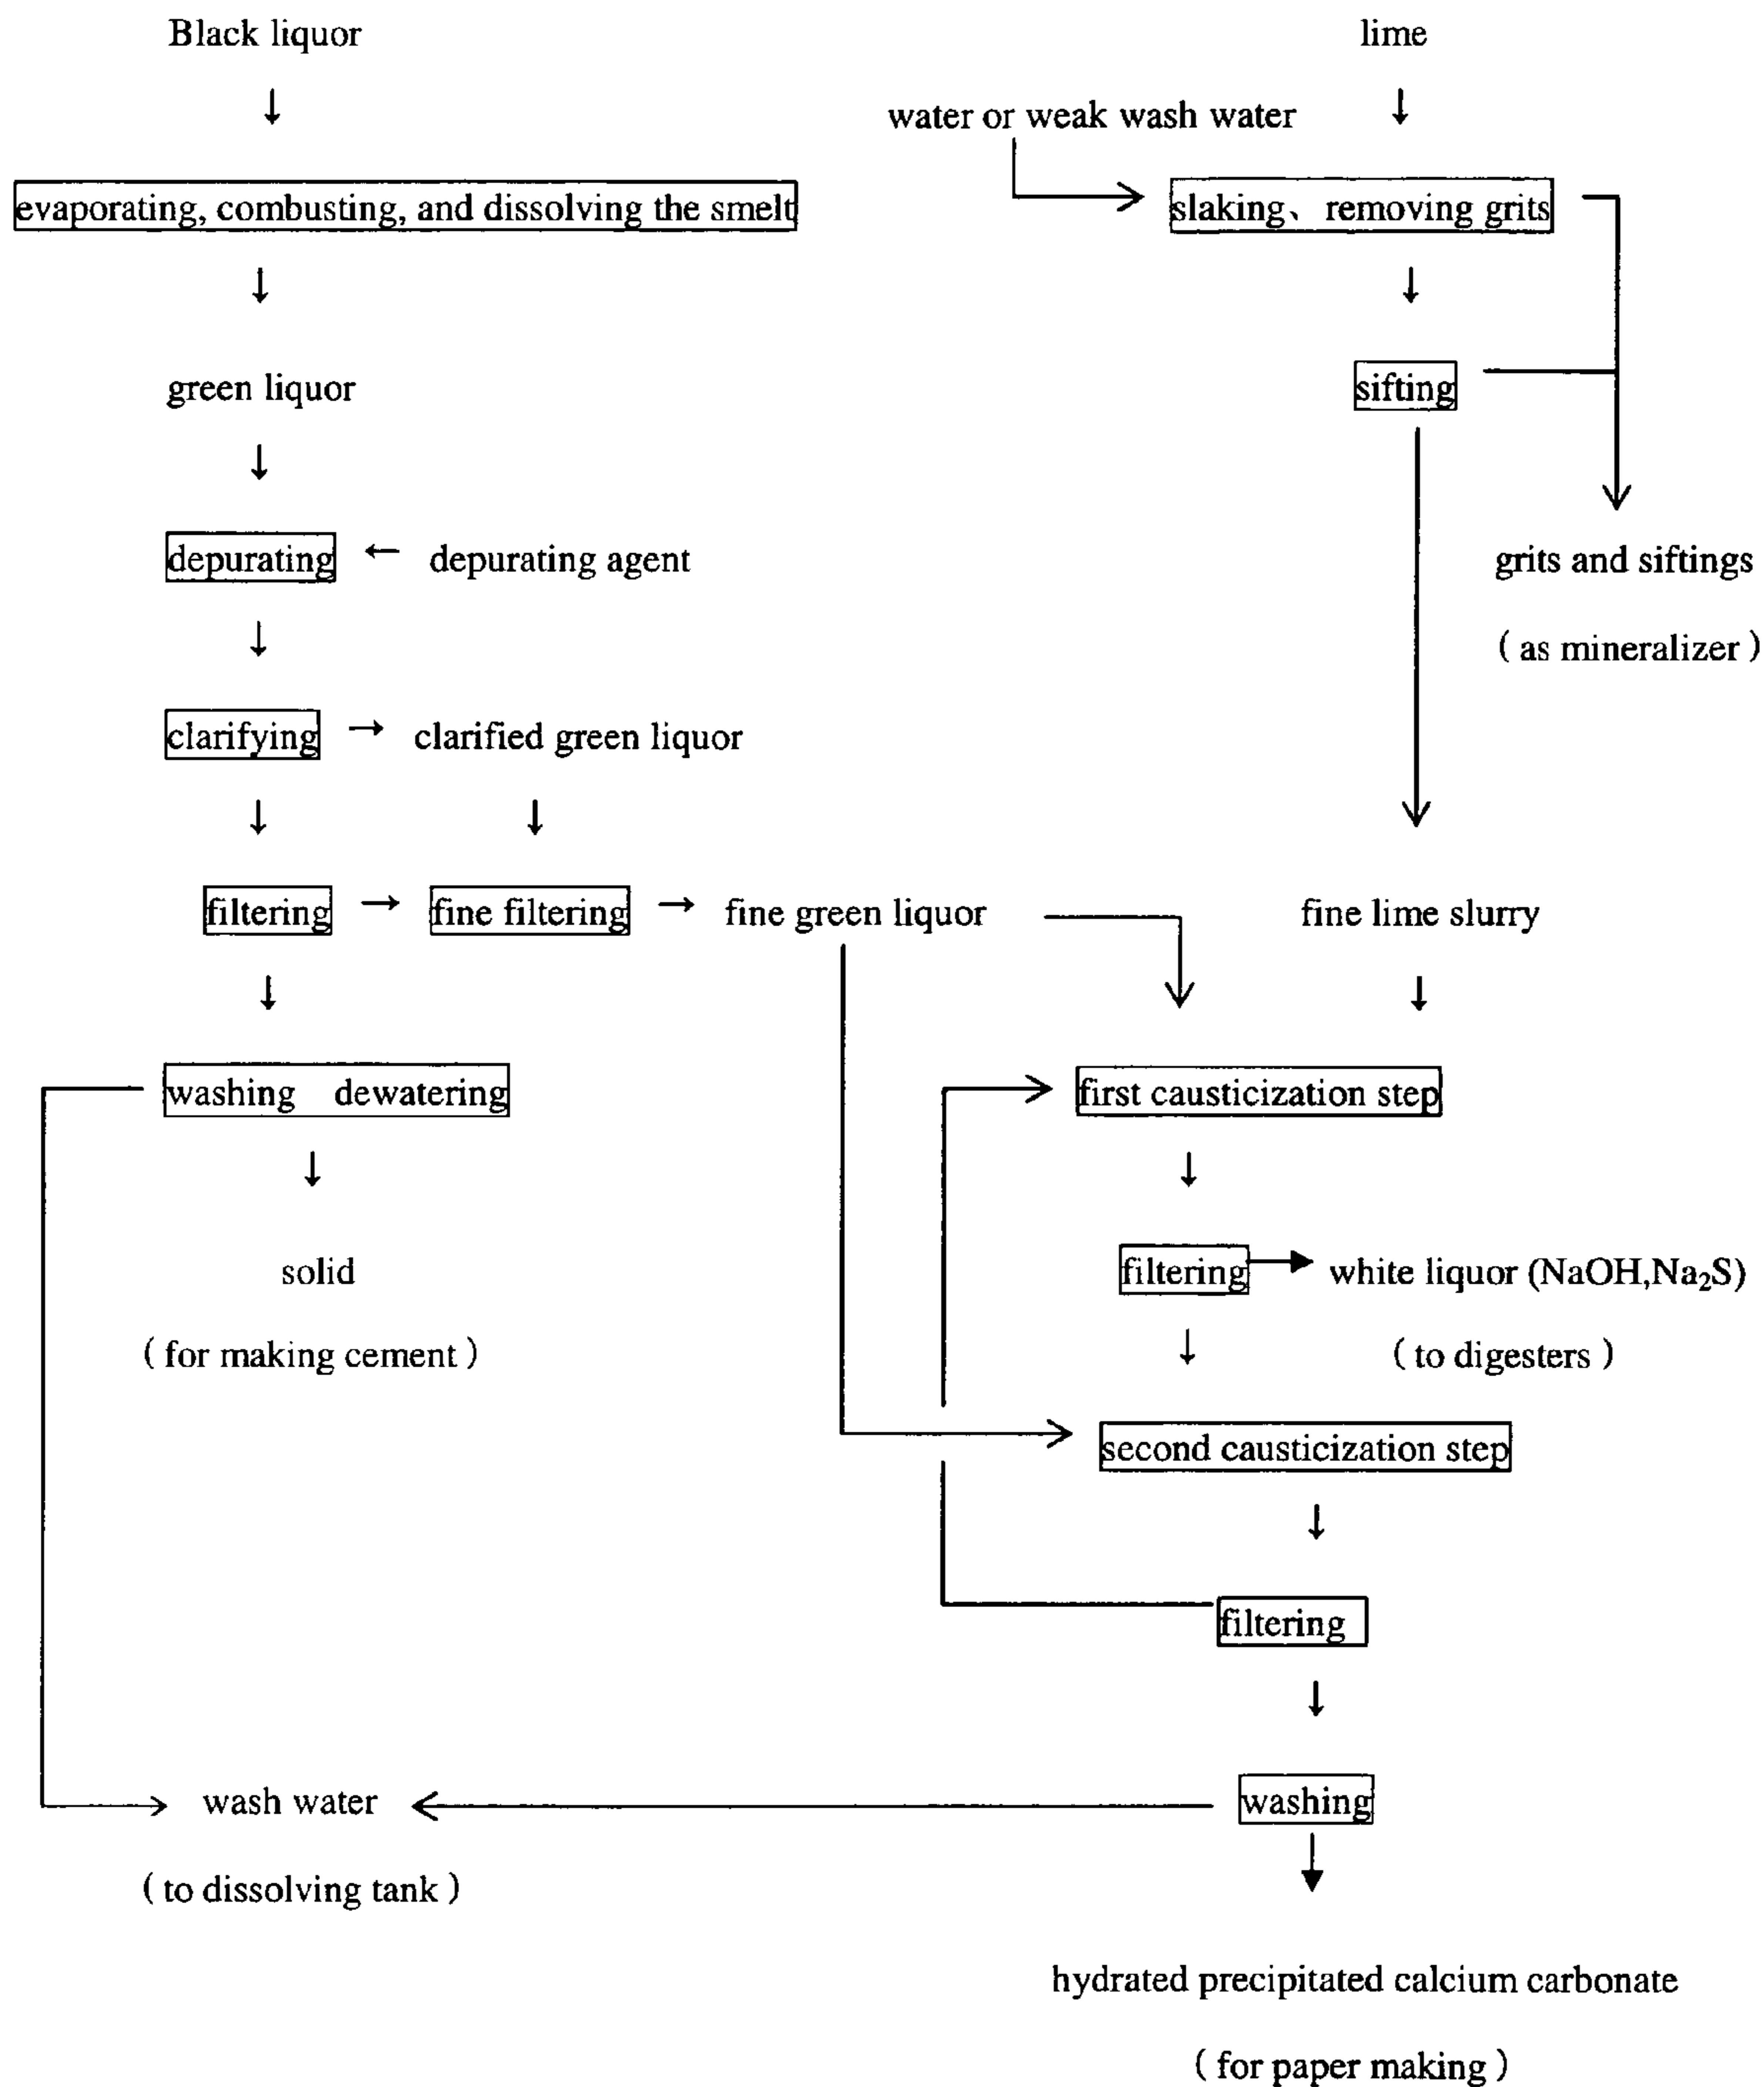 Black liquor
lime
water or weak wash water
evaporating, combusting, and dissolving the smelt
slaking、removing grits
green liquor
sifting
depurating
depurating agent
grits and siftings
( as mineralizer )
clarifying
clarified green liquor
filtering
fine filtering
fine green liquor
fine lime slurry
washing dewatering
first causticization step
solid
filtering
white liquor (NaOH,Na₂S)
( for making cement )
( to digesters )
second causticization step
filtering
wash water
washing
( to dissolving tank )
hydrated precipitated calcium carbonate
( for paper making )